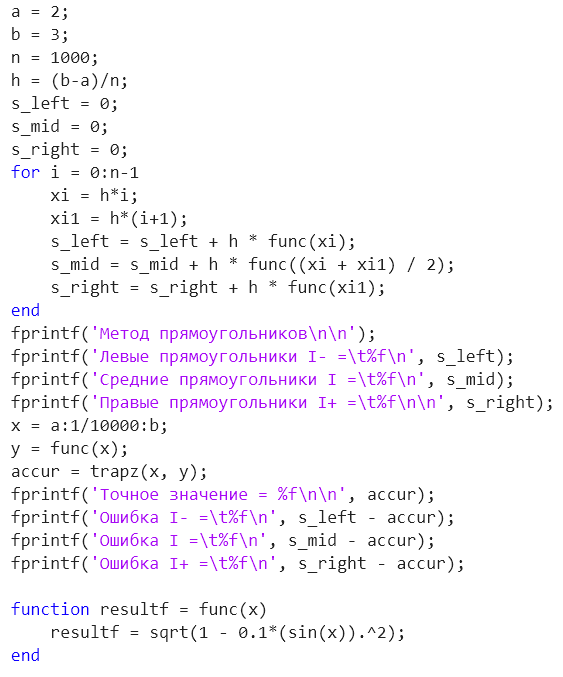 a = 2;
b = 3;
n = 1000;
h = (b-a)/n;
s_left = 0;
s_mid = 0;
s_right = 0;
for i = 0:n-1
    xi = h*i;
    xi1 = h*(i+1);
    s_left = s_left + h * func(xi);
    s_mid = s_mid + h * func((xi + xi1) / 2);
    s_right = s_right + h * func(xi1);
end
fprintf('Метод прямоугольников\n\n');
fprintf('Левые прямоугольники I- =\t%f\n', s_left);
fprintf('Средние прямоугольники I =\t%f\n', s_mid);
fprintf('Правые прямоугольники I+ =\t%f\n\n', s_right);
x = a:1/10000:b;
y = func(x);
accur = trapz(x, y);
fprintf('Точное значение = %f\n\n', accur);
fprintf('Ошибка I- =\t%f\n', s_left - accur);
fprintf('Ошибка I =\t%f\n', s_mid - accur);
fprintf('Ошибка I+ =\t%f\n', s_right - accur);

function resultf = func(x)
    resultf = sqrt(1 - 0.1*(sin(x)).^2);
end